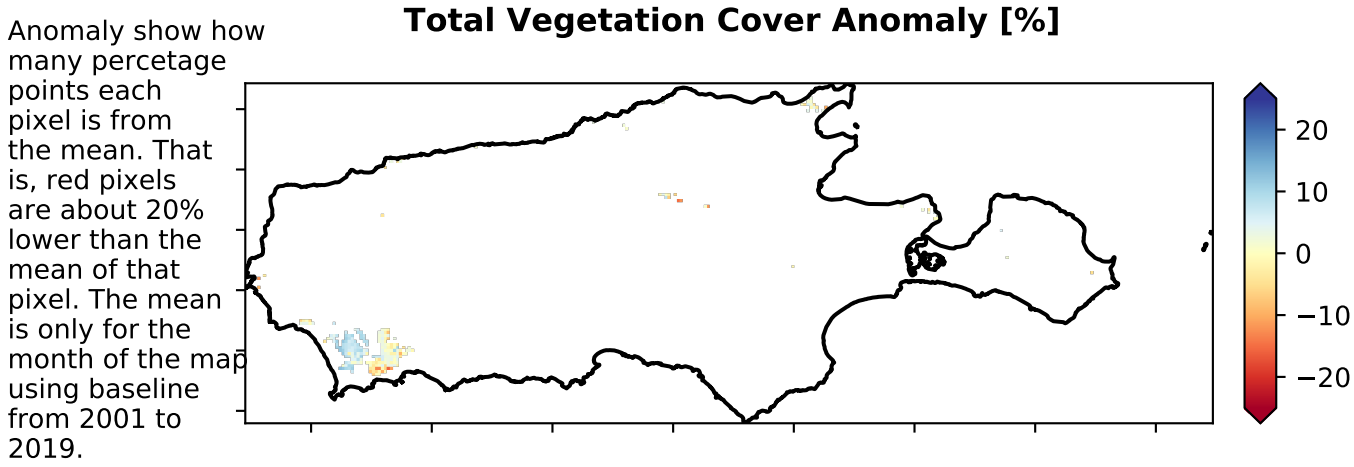 Total Vegetation Cover Anomaly [%]
Anomaly show how
many percetage
points each
pixel is from
the mean. That
is, red pixels
are about 20%
lower than the
mean of that
pixel. The mean
is only for the
month of the map
using baseline
from 2001 to
2019.
20
10
0
−10
−20